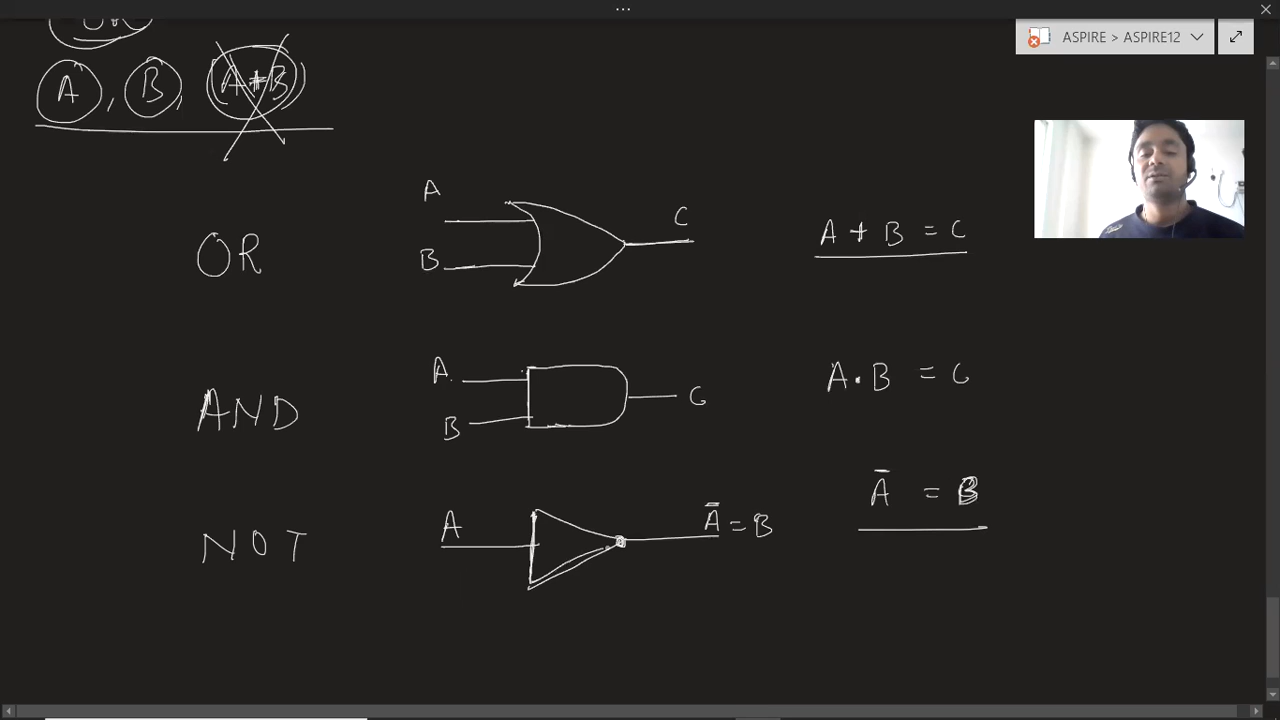 ASPIRE > ASPIRE12
A , B , (A+B)
OR
A
B
C
A + B = C
AND
A
B
C
A . B = C
NOT
A
Ā = B
Ā = B